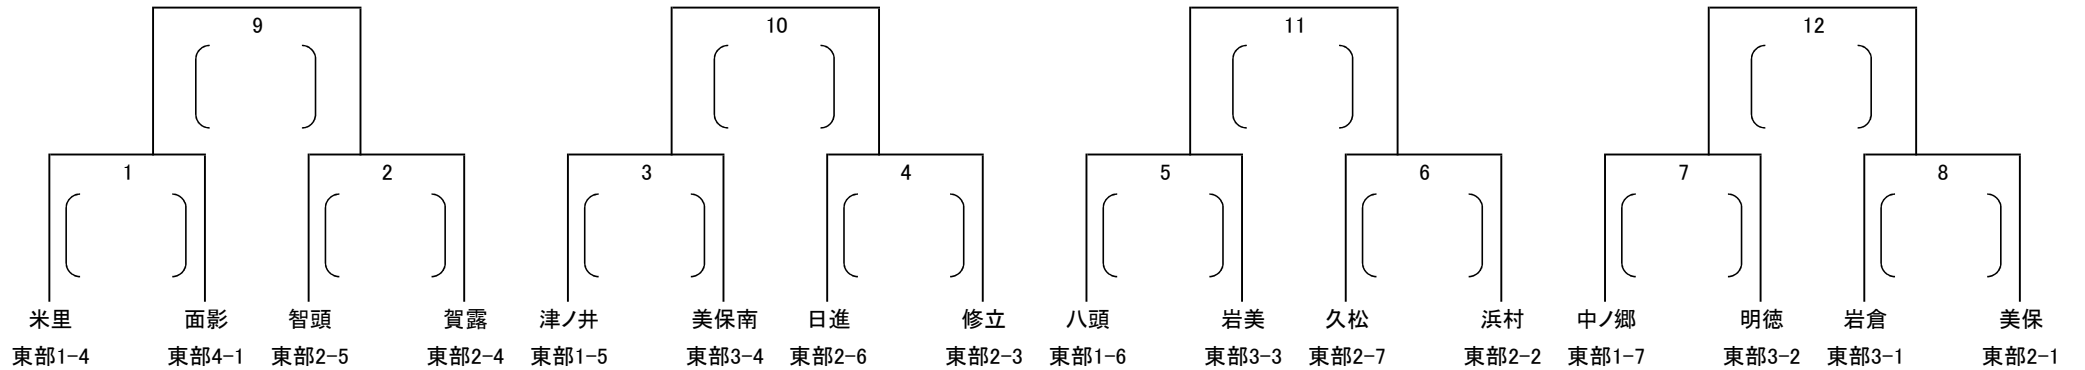 9 10 11 12
1 2 3 4 5 6 7 8
米里 面影 智頭 賀露 津ノ井 美保南 日進 修立 八頭 岩美 久松 浜村 中ノ郷 明徳 岩倉 美保
東部1-4 東部4-1 東部2-5 東部2-4 東部1-5 東部3-4 東部2-6 東部2-3 東部1-6 東部3-3 東部2-7 東部2-2 東部1-7 東部3-2 東部3-1 東部2-1